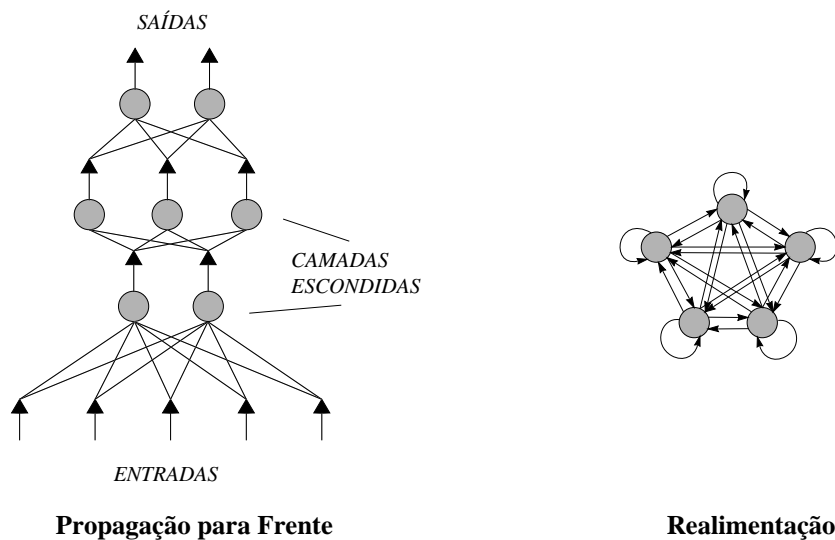 SAÍDAS
CAMADAS
ESCONDIDAS
ENTRADAS
Propagação para Frente
Realimentação